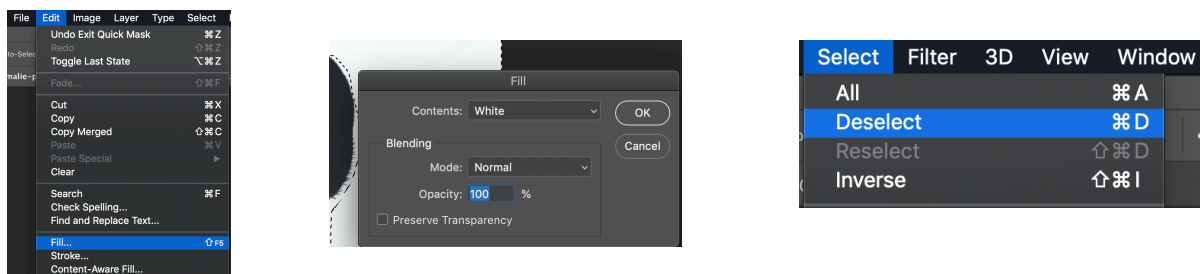 File Edit Image Layer Type Select
Undo Exit Quick Mask ⌘Z
Redo ⇧⌘Z
Toggle Last State ⌥⌘Z
Fade... ⇧⌘F
Cut ⌘X
Copy ⌘C
Copy Merged ⇧⌘C
Paste ⌘V
Paste Special ▶
Clear
Search ⌘F
Check Spelling...
Find and Replace Text...
Fill... ⇧F5
Stroke...
Content-Aware Fill...
to-Selec
malie-p
Fill
Contents: White
OK
Blending
Cancel
Mode: Normal
Opacity: 100 %
Preserve Transparency
Select Filter 3D View Window
All ⌘A
Deselect ⌘D
Reselect ⇧⌘D
Inverse ⇧⌘I